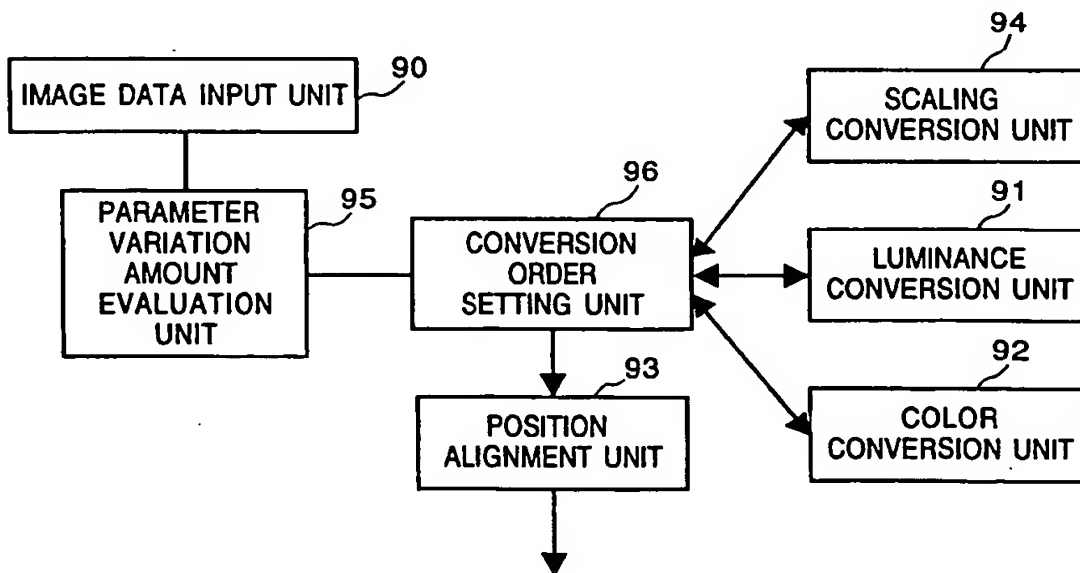 90
IMAGE DATA INPUT UNIT
95
PARAMETER
VARIATION
AMOUNT
EVALUATION
UNIT
96
CONVERSION
ORDER
SETTING UNIT
93
POSITION
ALIGNMENT UNIT
94
SCALING
CONVERSION UNIT
91
LUMINANCE
CONVERSION UNIT
92
COLOR
CONVERSION UNIT